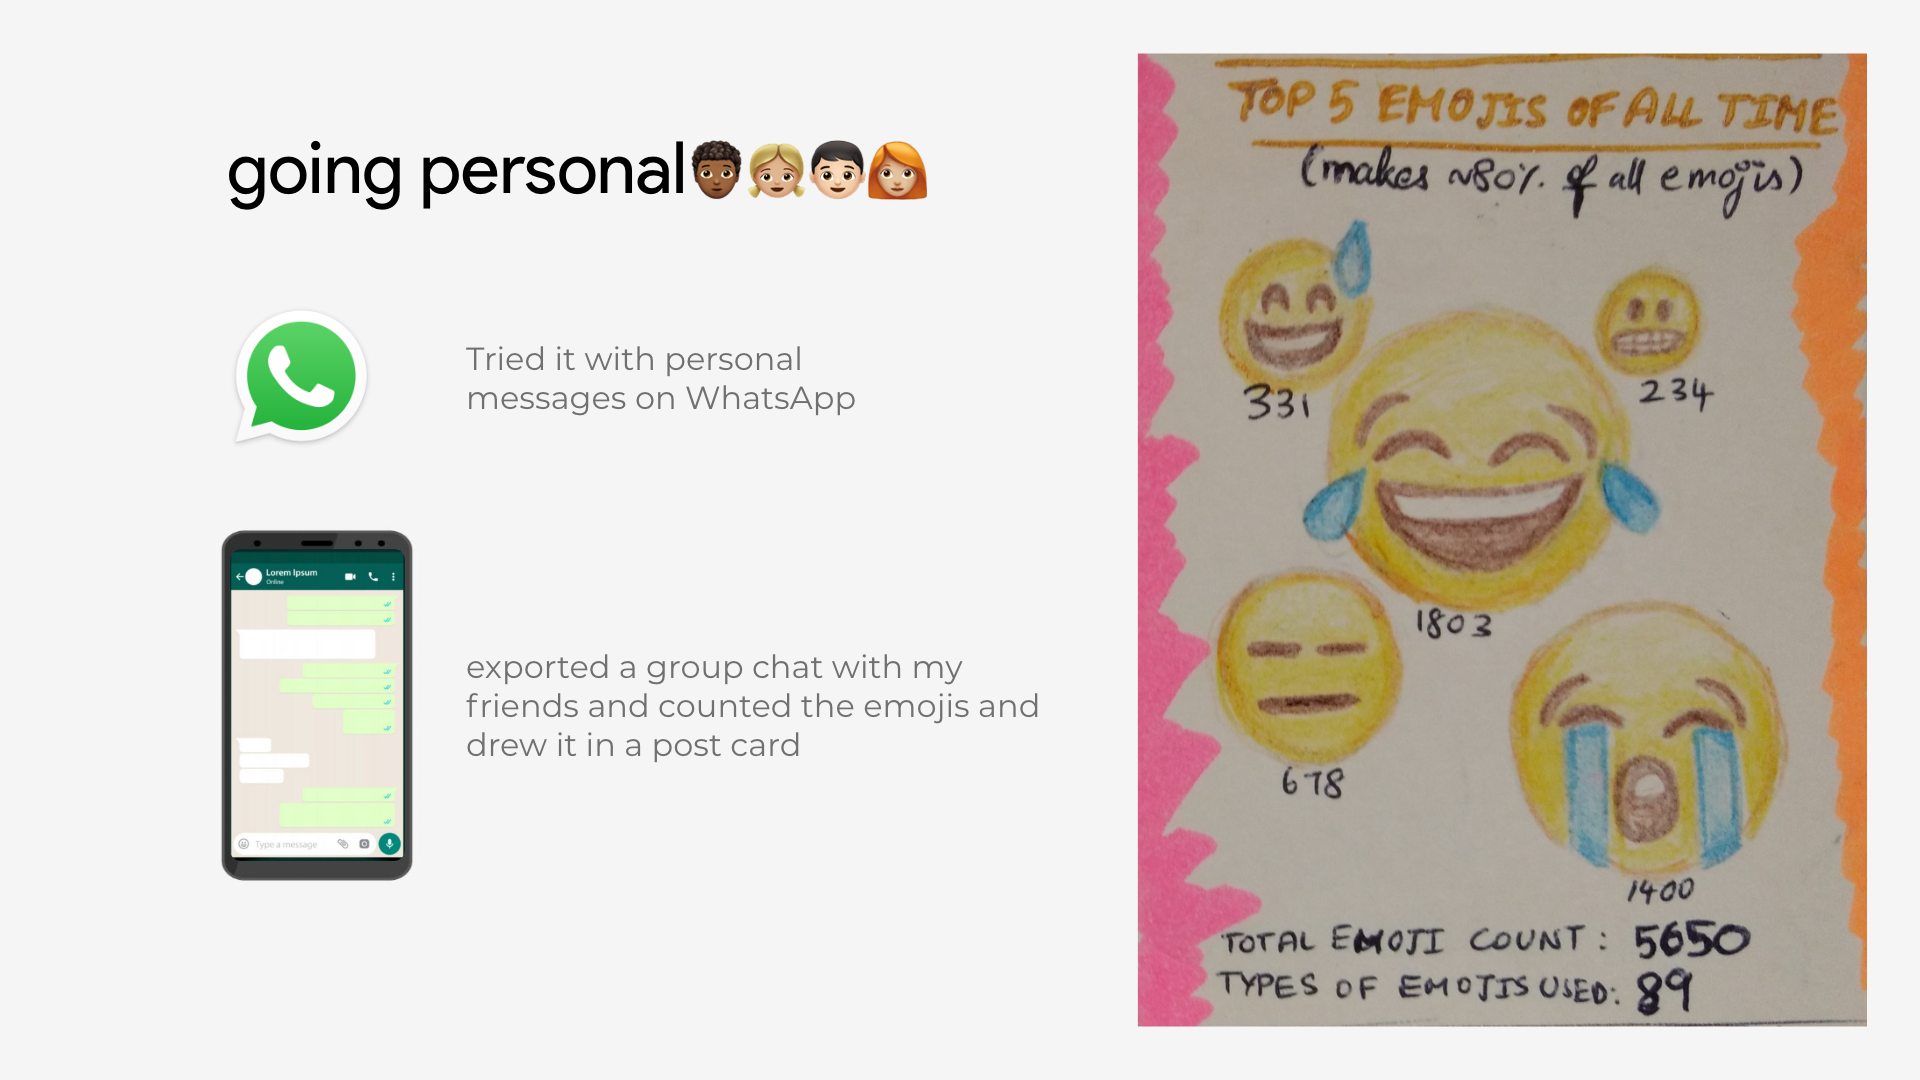 going personal🧑🏾‍🦱👧🏼👦🏻👩🏻‍🦰
Tried it with personal
messages on WhatsApp
Lorem Ipsum
Online
Type a message
exported a group chat with my
friends and counted the emojis and
drew it in a post card
TOP 5 EMOJIS OF ALL TIME
(makes ~80% of all emojis)
331
234
1803
678
1400
TOTAL EMOJI COUNT: 5650
TYPES OF EMOJIS USED: 89